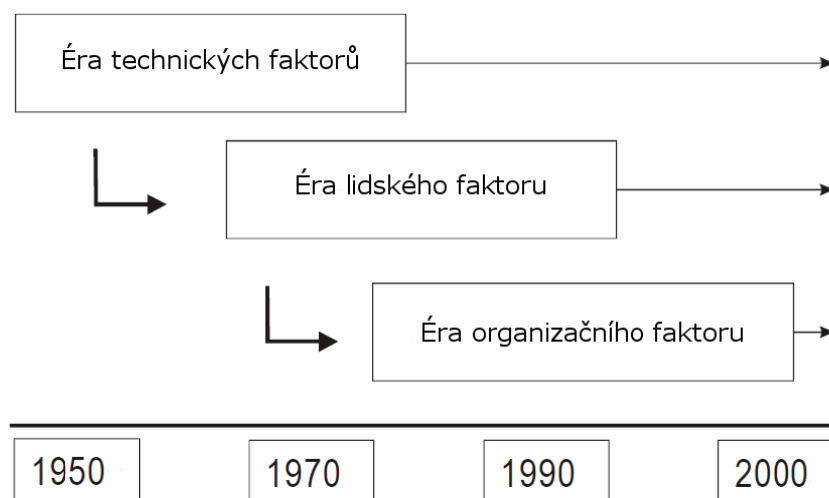 Éra technických faktorů
Éra lidského faktoru
Éra organizačního faktoru
1950
1970
1990
2000